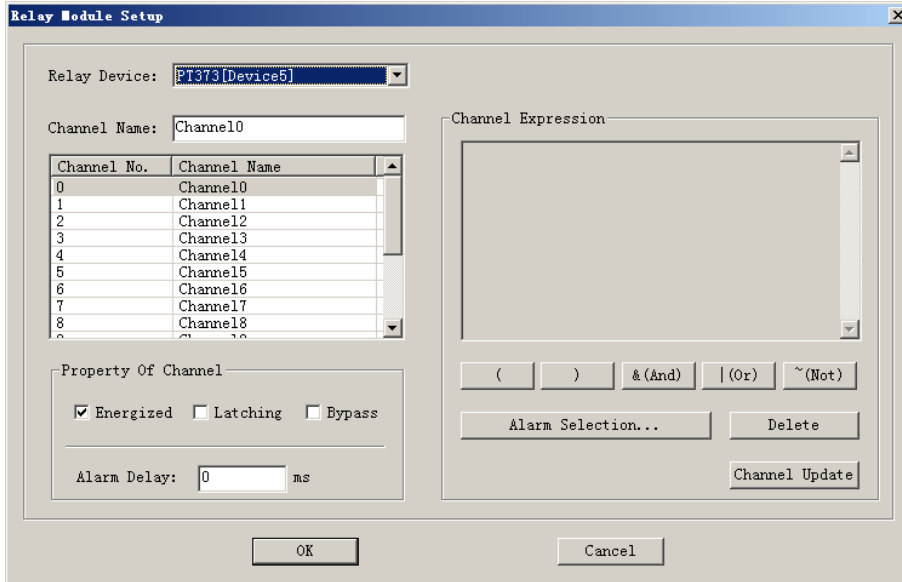 Relay Module Setup
Relay Device: PT373[Device5]
Channel Name: Channel0
Channel No. Channel Name
0 Channel0
1 Channel1
2 Channel2
3 Channel3
4 Channel4
5 Channel5
6 Channel6
7 Channel7
8 Channel8
Property Of Channel
Energized Latching Bypass
Alarm Delay: 0 ms
Channel Expression
( ) &(And) |(Or) ~(Not)
Alarm Selection... Delete
Channel Update
OK Cancel